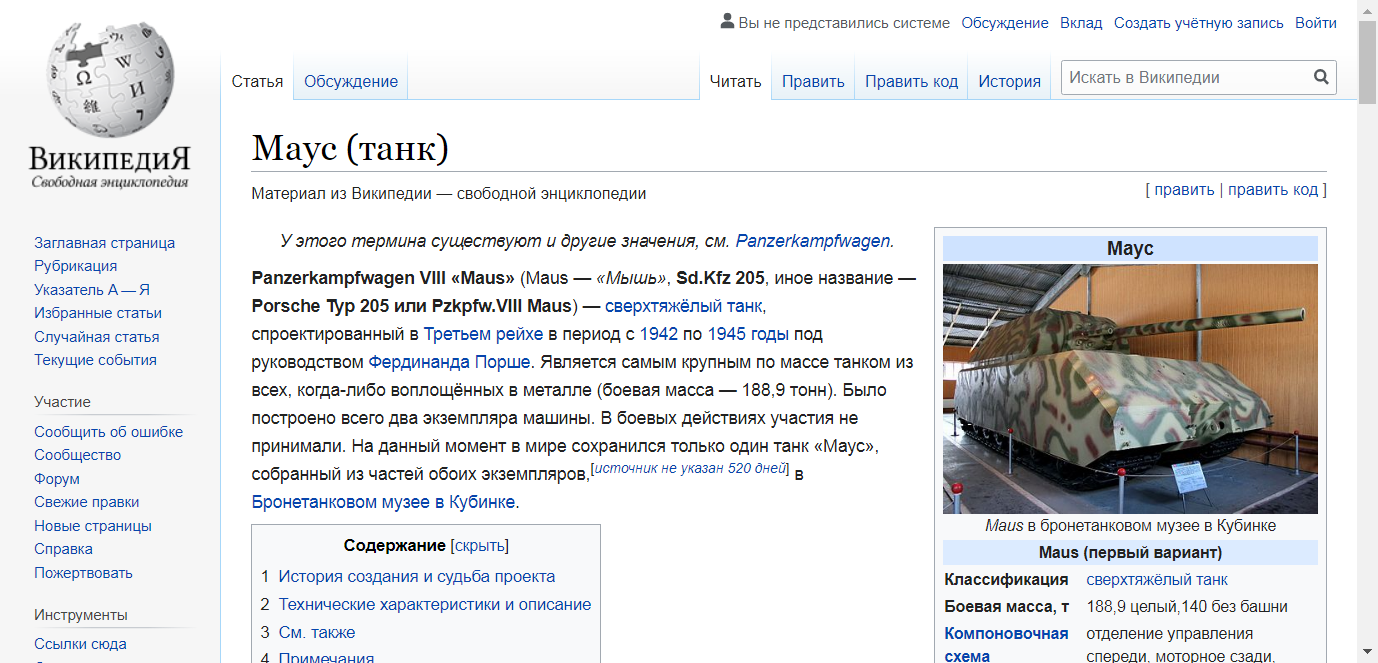 Вы не представились системе Обсуждение Вклад Создать учётную запись Войти
Статья Обсуждение Читать Править Править код История Искать в Википедии
ВикипедиЯ
Свободная энциклопедия
Заглавная страница
Рубрикация
Указатель А — Я
Избранные статьи
Случайная статья
Текущие события
Участие
Сообщить об ошибке
Сообщество
Форум
Свежие правки
Новые страницы
Справка
Пожертвовать
Инструменты
Ссылки сюда
Маус (танк)
Материал из Википедии — свободной энциклопедии
[ править | править код ]
У этого термина существуют и другие значения, см. Panzerkampfwagen.
Panzerkampfwagen VIII «Maus» (Maus — «Мышь», Sd.Kfz 205, иное название —
Porsche Typ 205 или Pzkpfw.VIII Maus) — сверхтяжёлый танк,
спроектированный в Третьем рейхе в период с 1942 по 1945 годы под
руководством Фердинанда Порше. Является самым крупным по массе танком из
всех, когда-либо воплощённых в металле (боевая масса — 188,9 тонн). Было
построено всего два экземпляра машины. В боевых действиях участия не
принимали. На данный момент в мире сохранился только один танк «Маус»,
собранный из частей обоих экземпляров,[источник не указан 520 дней] в
Бронетанковом музее в Кубинке.
Содержание [скрыть]
1 История создания и судьба проекта
2 Технические характеристики и описание
3 См. также
4 Примечания
Маус
Maus в бронетанковом музее в Кубинке
Maus (первый вариант)
Классификация сверхтяжёлый танк
Боевая масса, т 188,9 целый,140 без башни
Компоновочная схема отделение управления
спереди, моторное сзади,